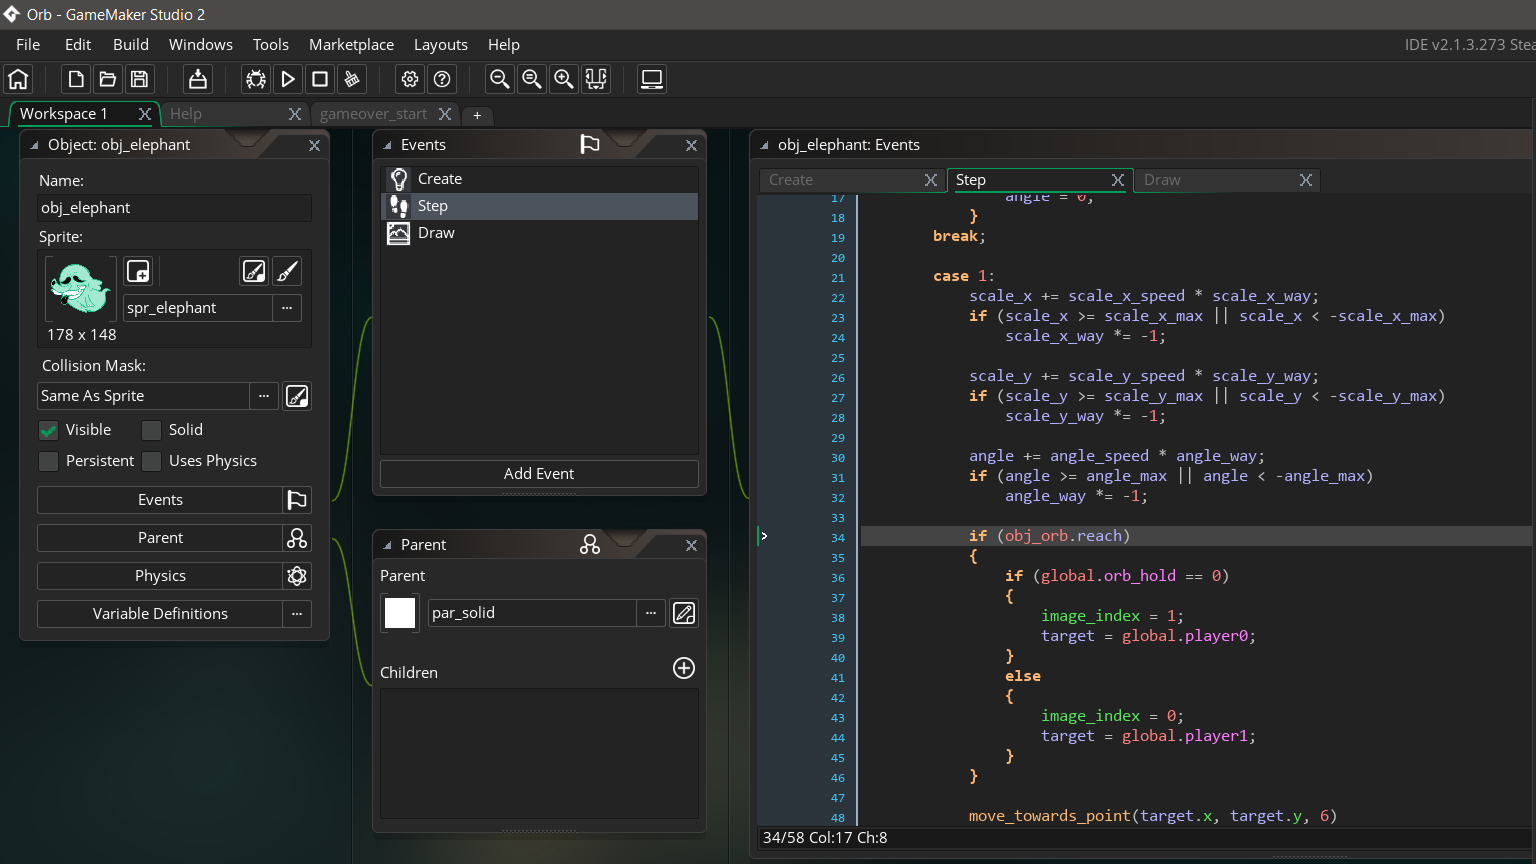 Orb - GameMaker Studio 2
File Edit Build Windows Tools Marketplace Layouts Help
IDE v2.1.3.273 Stea
Workspace 1 Help gameover_start +
Object: obj_elephant
Name:
obj_elephant
Sprite:
spr_elephant ...
178 x 148
Collision Mask:
Same As Sprite ...
Visible Solid
Persistent Uses Physics
Events
Parent
Physics
Variable Definitions ...
Events
Create
Step
Draw
Add Event
Parent
Parent
par_solid ...
Children
obj_elephant: Events
Create Step Draw
17 angle = 0;
18 }
19 break;
20
21 case 1:
22 scale_x += scale_x_speed * scale_x_way;
23 if (scale_x >= scale_x_max || scale_x < -scale_x_max)
24 scale_x_way *= -1;
25
26 scale_y += scale_y_speed * scale_y_way;
27 if (scale_y >= scale_y_max || scale_y < -scale_y_max)
28 scale_y_way *= -1;
29
30 angle += angle_speed * angle_way;
31 if (angle >= angle_max || angle < -angle_max)
32 angle_way *= -1;
33
34 if (obj_orb.reach)
35 {
36 if (global.orb_hold == 0)
37 {
38 image_index = 1;
39 target = global.player0;
40 }
41 else
42 {
43 image_index = 0;
44 target = global.player1;
45 }
46 }
47
48 move_towards_point(target.x, target.y, 6)
34/58 Col:17 Ch:8